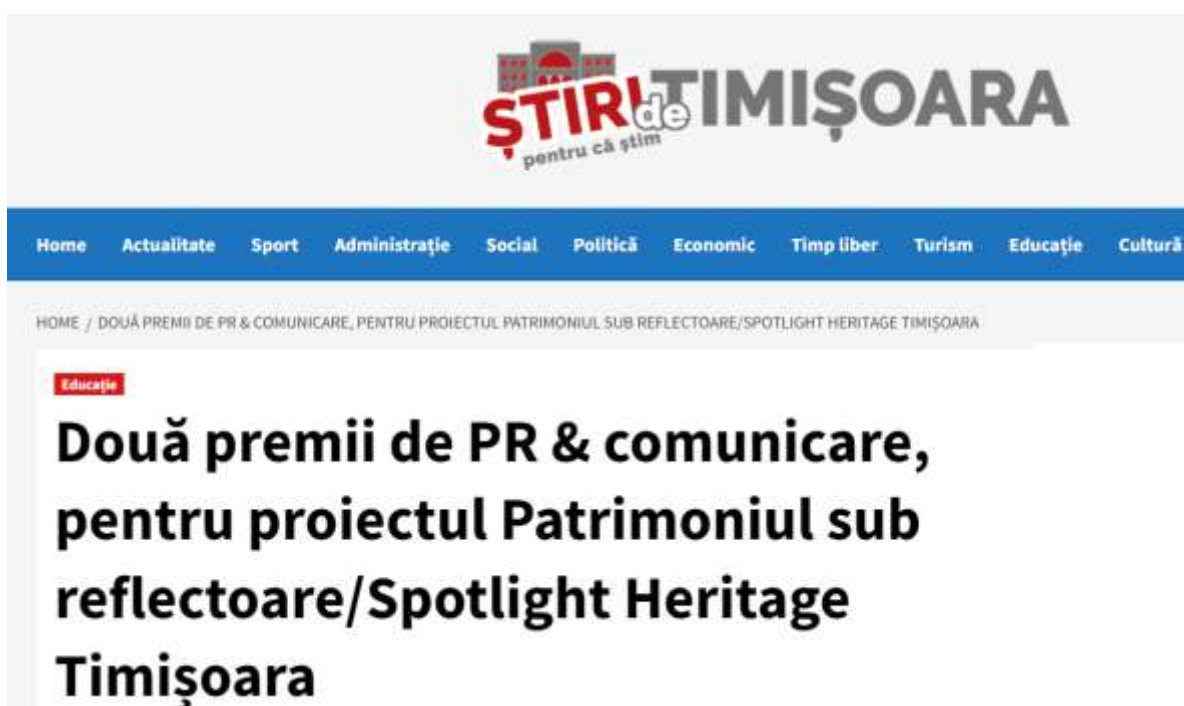 ȘTIRI de TIMIȘOARA
pentru că știm
Home Actualitate Sport Administrație Social Politică Economic Timp liber Turism Educație Cultură
HOME / DOUĂ PREMII DE PR & COMUNICARE, PENTRU PROIECTUL PATRIMONIUL SUB REFLECTOARE/SPOTLIGHT HERITAGE TIMIȘOARA
Educație
Două premii de PR & comunicare,
pentru proiectul Patrimoniul sub
reflectoare/Spotlight Heritage
Timișoara